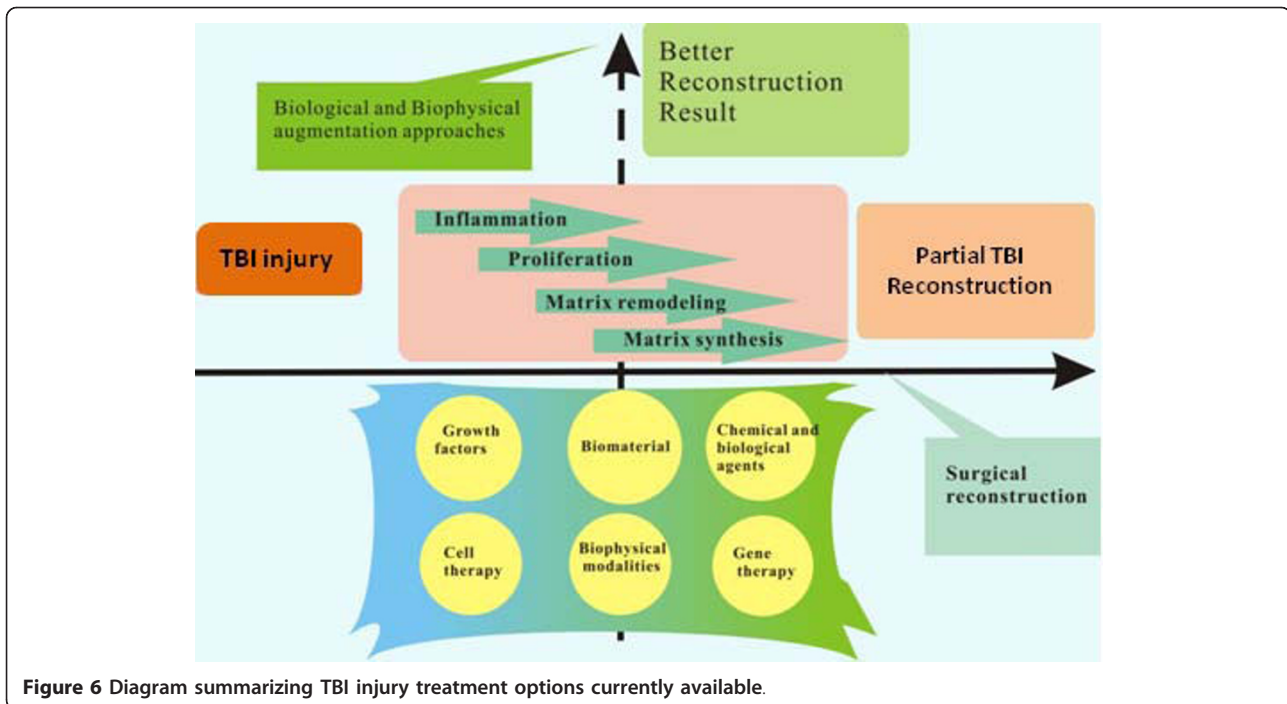 Better
Reconstruction
Result
Biological and Biophysical
augmentation approaches
Inflammation
Proliferation
Matrix remodeling
Matrix synthesis
TBI injury
Partial TBI
Reconstruction
Growth
factors
Biomaterial
Chemical and
biological
agents
Surgical
reconstruction
Cell
therapy
Biophysical
modalities
Gene
therapy
Figure 6 Diagram summarizing TBI injury treatment options currently available.